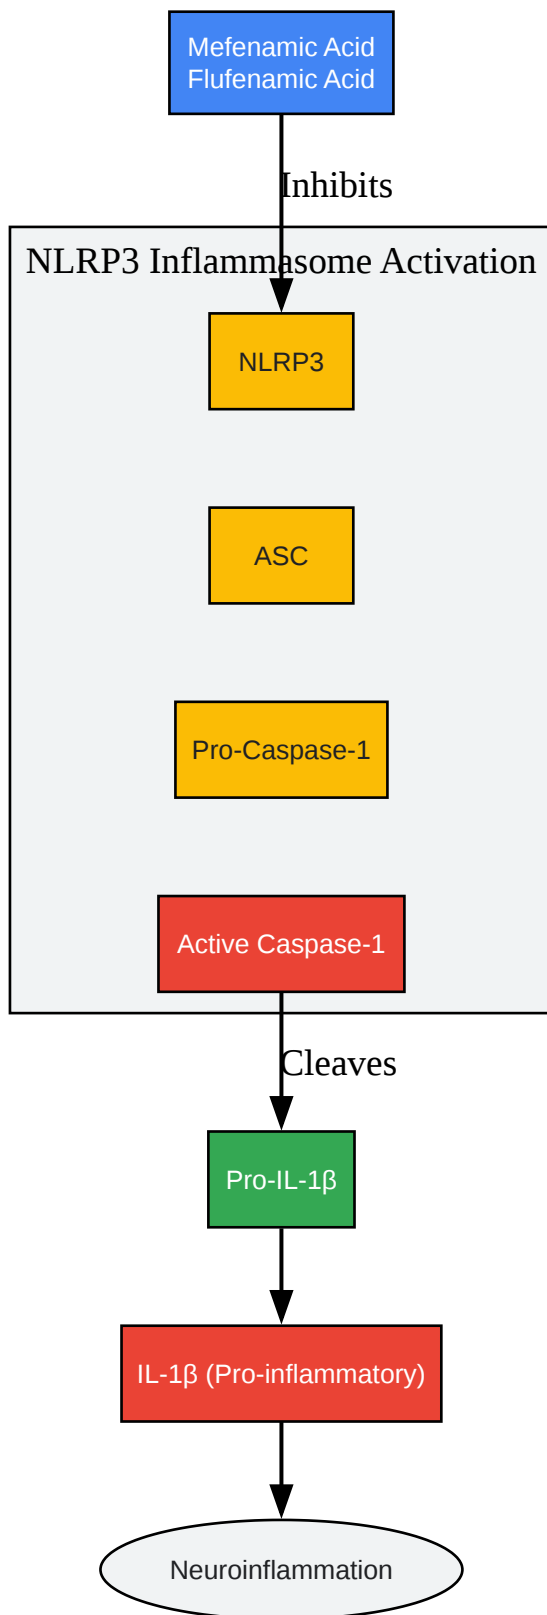 Mefenamic Acid
Flufenamic Acid
Inhibits
NLRP3 Inflammasome Activation
NLRP3
ASC
Pro-Caspase-1
Active Caspase-1
Cleaves
Pro-IL-1β
IL-1β (Pro-inflammatory)
Neuroinflammation